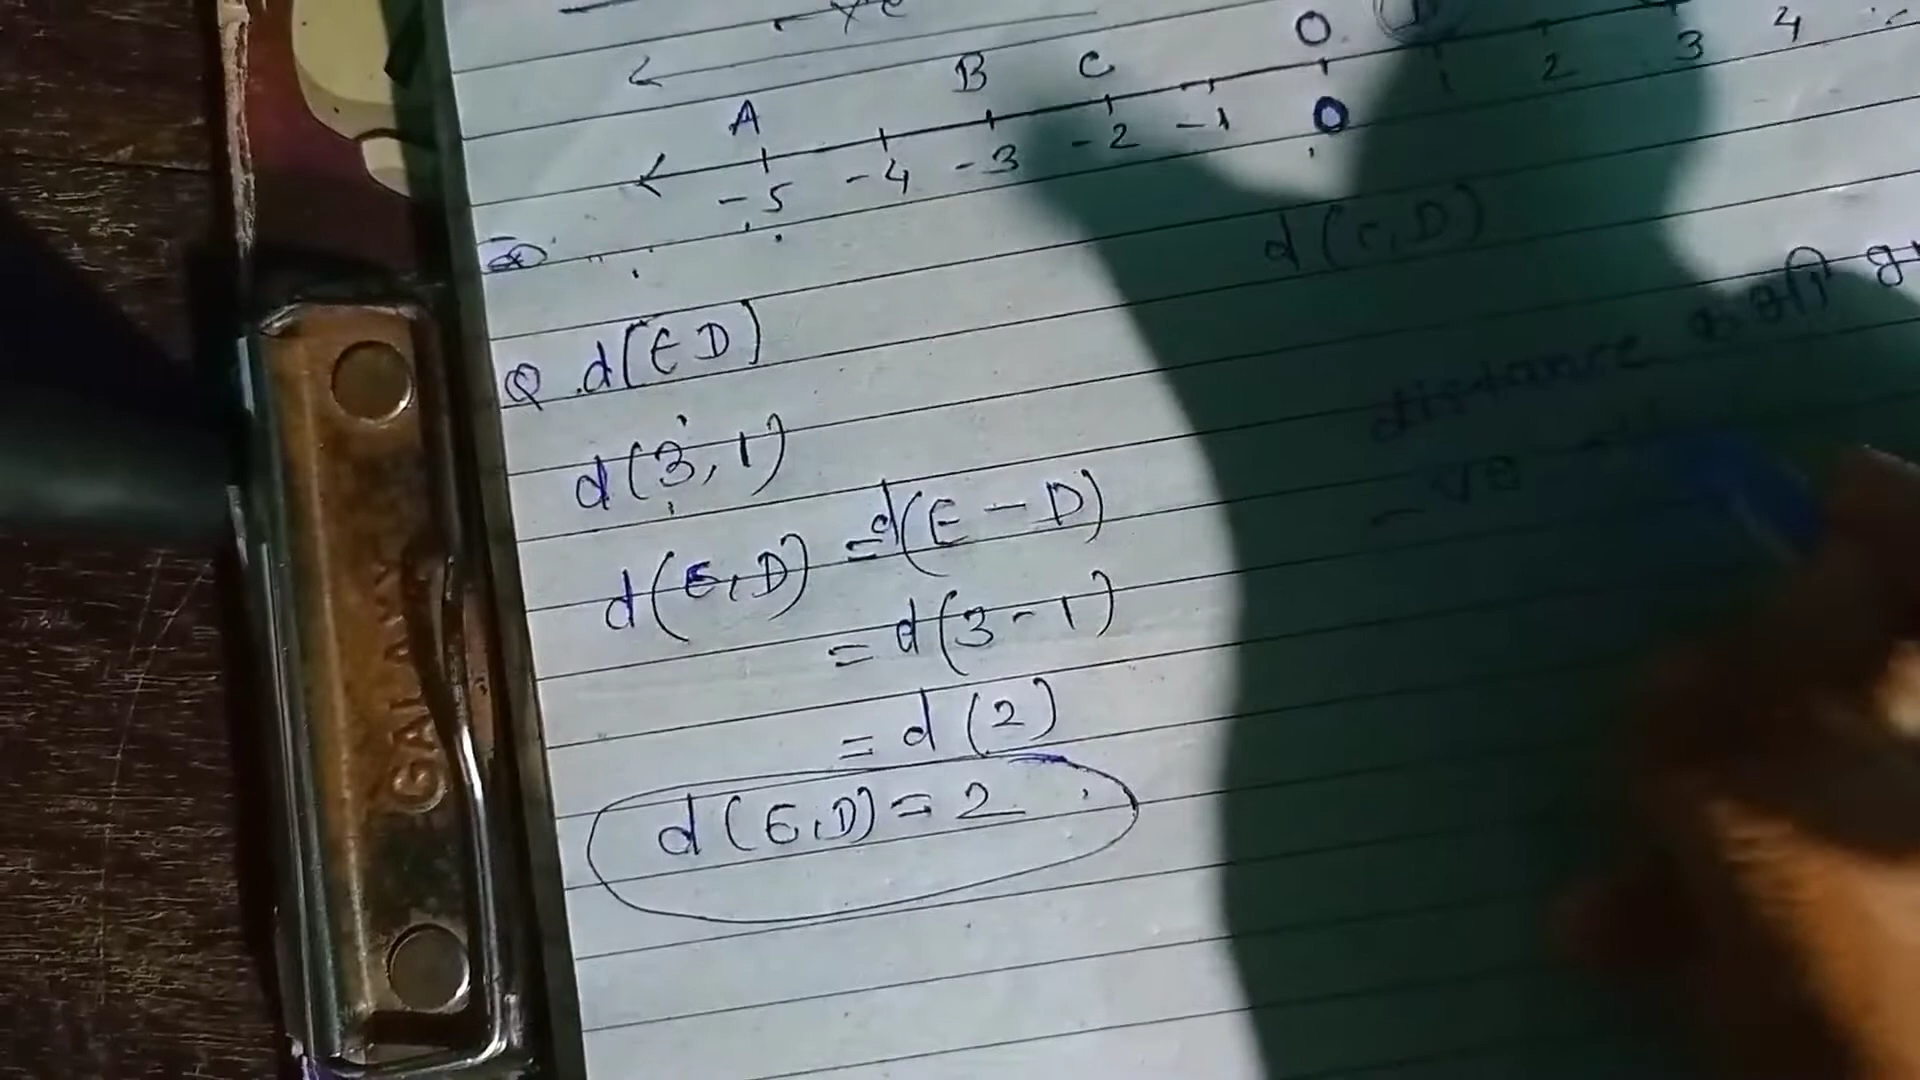 B C O
A
-5 -4 -3 -2 -1 0 1 2 3 4
d(C,D)
Q. d(E D)
distance
d(3,1)
-ve
d(E,D) = d(E-D)
= d(3-1)
= d(2)
d(E,D) = 2
GALAXY